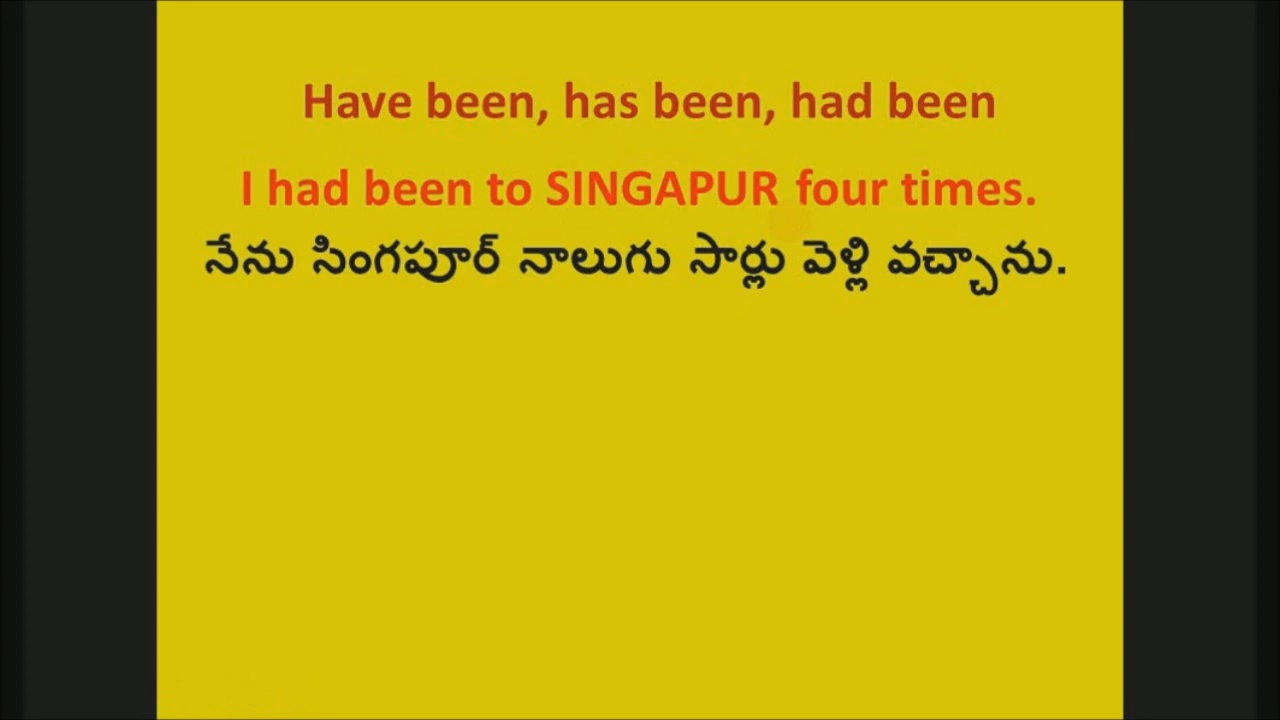 Have been, has been, had been
I had been to SINGAPUR four times.
నేను సింగపూర్ నాలుగు సార్లు వెళ్లి వచ్చాను.